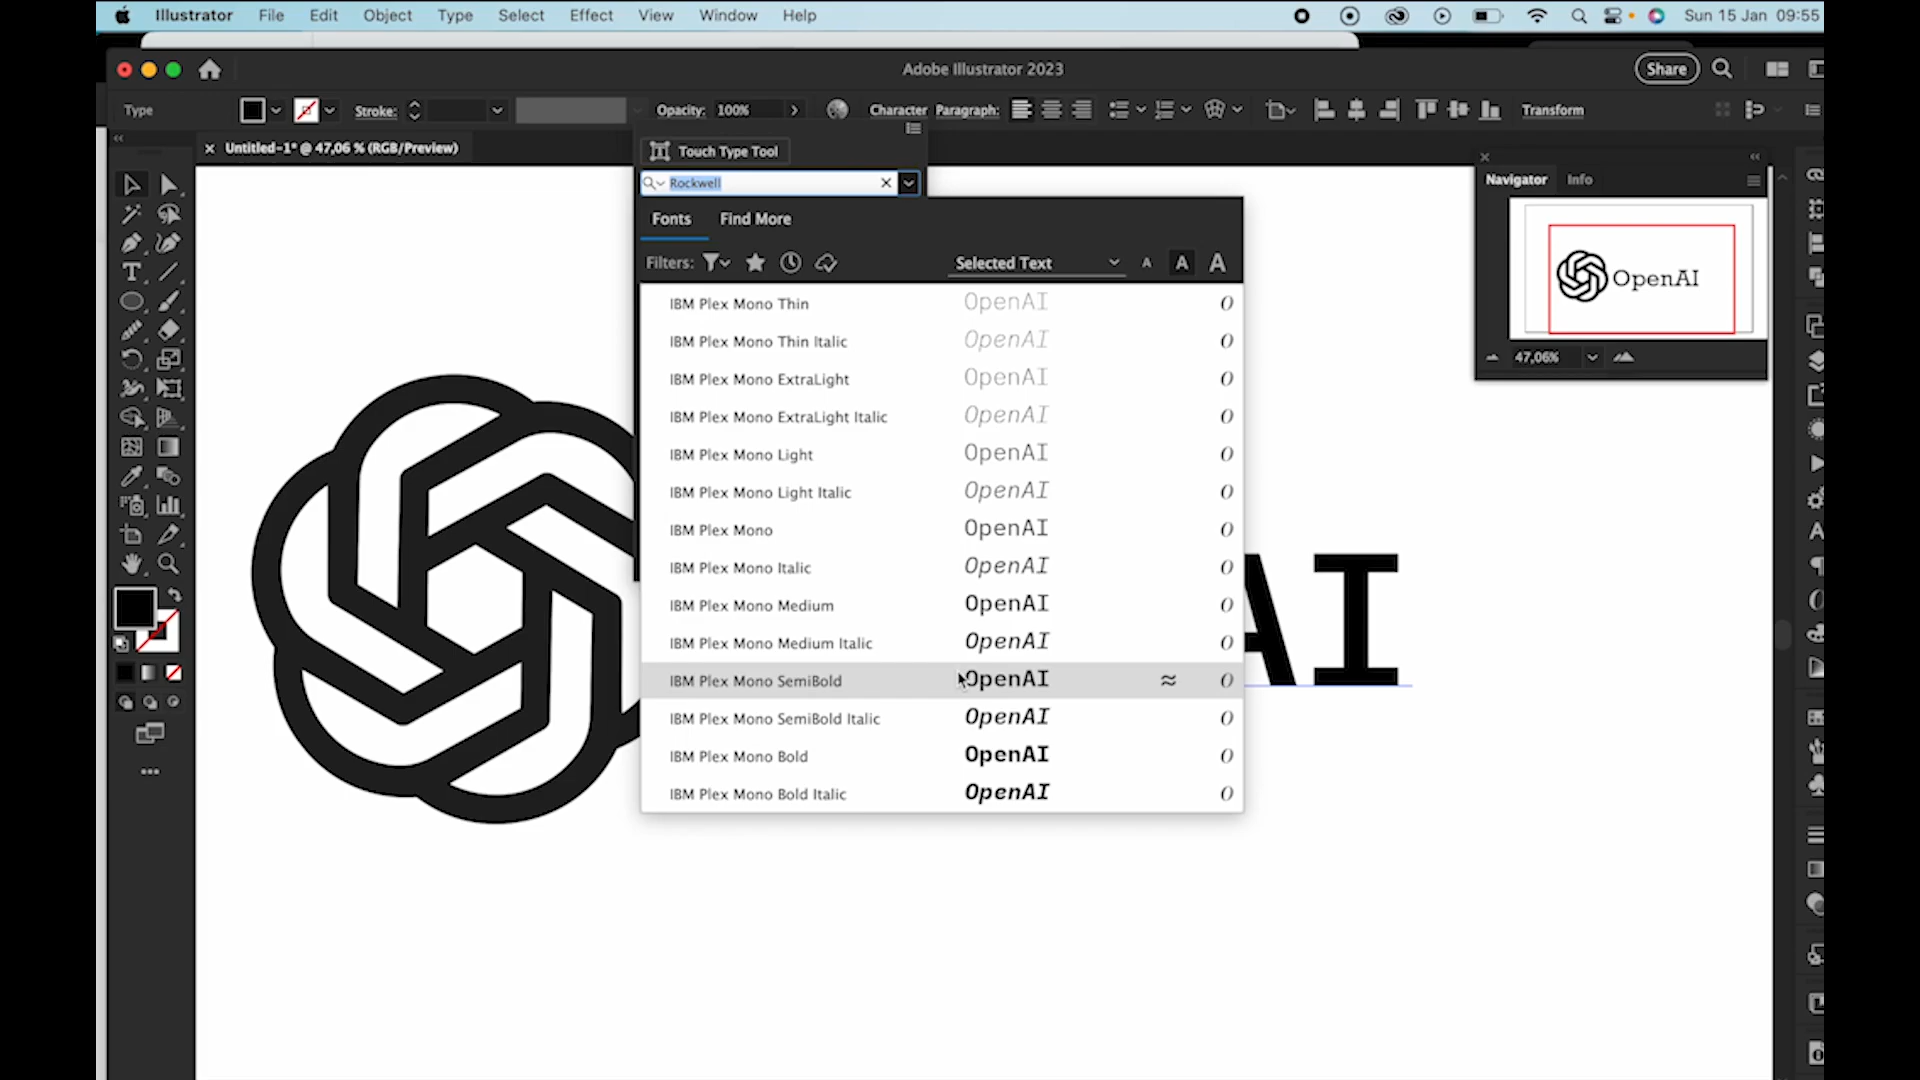 Illustrator File Edit Object Type Select Effect View Window Help Sun 15 Jan 09:55
Adobe Illustrator 2023 Share
Type Stroke: Opacity: 100% Character Paragraph: Transform
Untitled-1* @ 47,06 % (RGB/Preview)
Touch Type Tool
Rockwell
Navigator Info
Fonts Find More
Filters: Selected Text A A A
OpenAI
47,06%
IBM Plex Mono Thin OpenAI
IBM Plex Mono Thin Italic OpenAI
IBM Plex Mono ExtraLight OpenAI
IBM Plex Mono ExtraLight Italic OpenAI
IBM Plex Mono Light OpenAI
IBM Plex Mono Light Italic OpenAI
IBM Plex Mono OpenAI
IBM Plex Mono Italic OpenAI
IBM Plex Mono Medium OpenAI
IBM Plex Mono Medium Italic OpenAI
IBM Plex Mono SemiBold OpenAI
IBM Plex Mono SemiBold Italic OpenAI
IBM Plex Mono Bold OpenAI
IBM Plex Mono Bold Italic OpenAI
AI